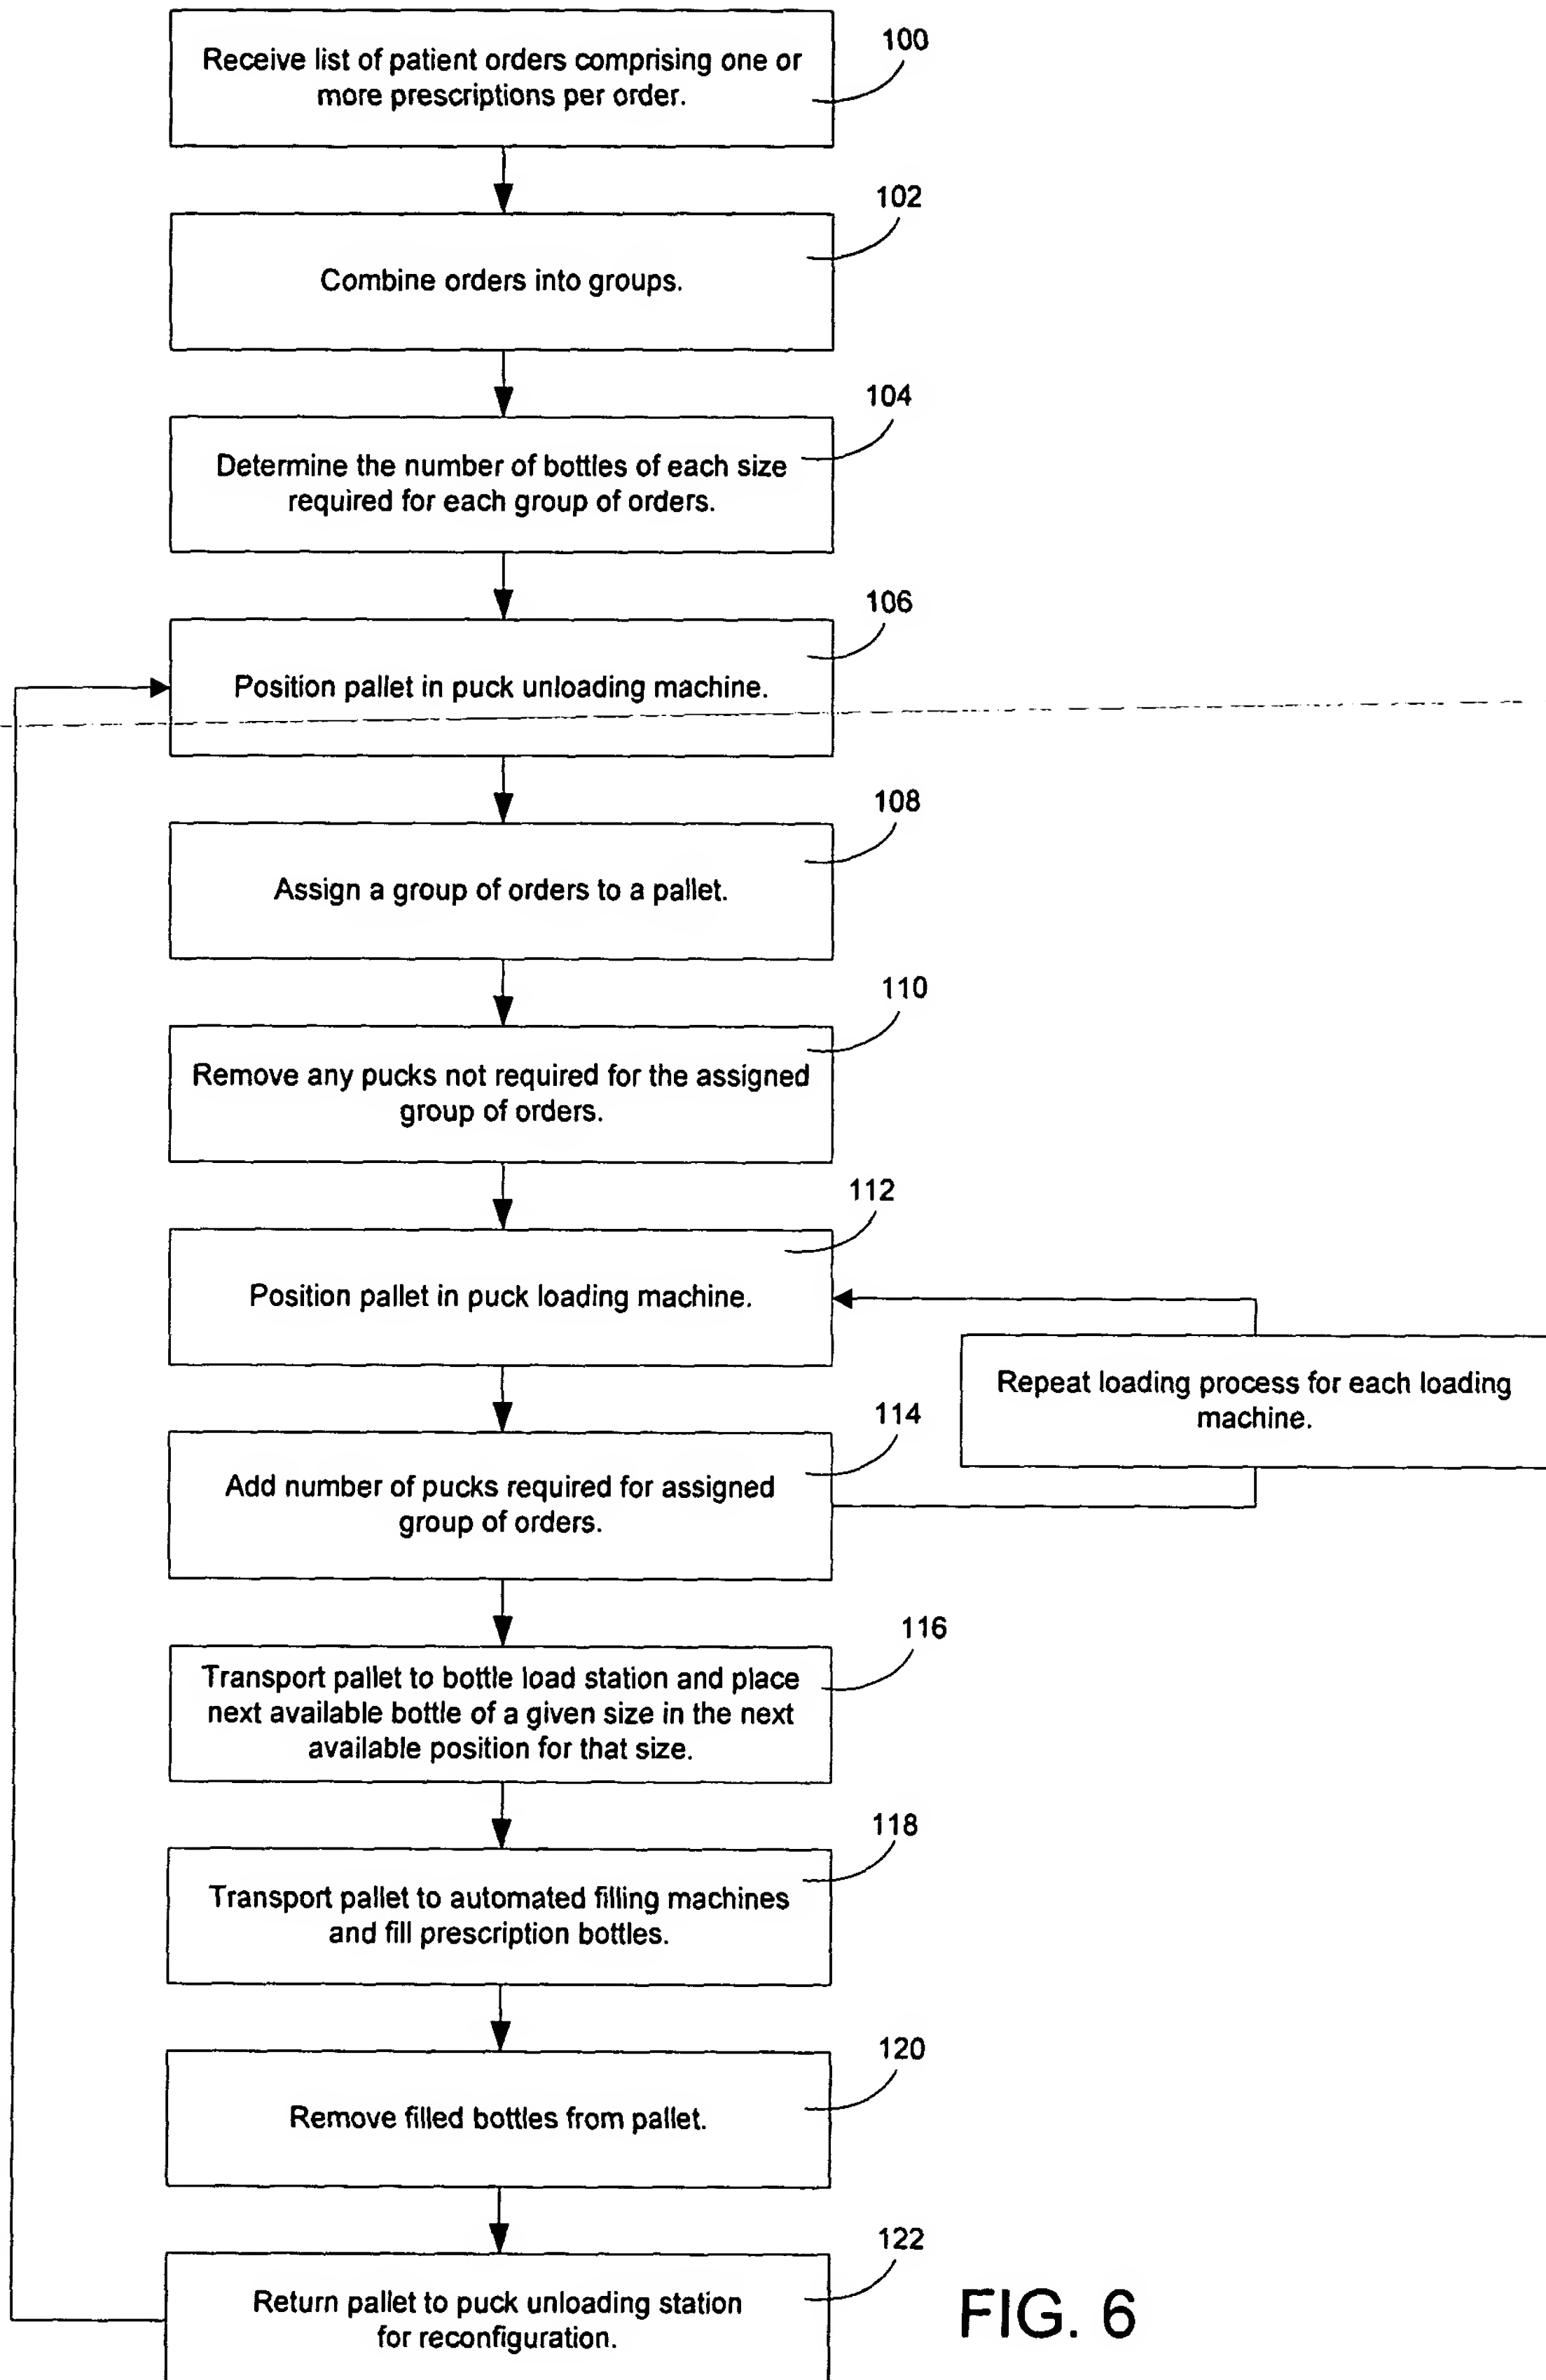 100
Receive list of patient orders comprising one or
more prescriptions per order.
102
Combine orders into groups.
104
Determine the number of bottles of each size
required for each group of orders.
106
Position pallet in puck unloading machine.
108
Assign a group of orders to a pallet.
110
Remove any pucks not required for the assigned
group of orders.
112
Position pallet in puck loading machine.
Repeat loading process for each loading
machine.
114
Add number of pucks required for assigned
group of orders.
116
Transport pallet to bottle load station and place
next available bottle of a given size in the next
available position for that size.
118
Transport pallet to automated filling machines
and fill prescription bottles.
120
Remove filled bottles from pallet.
122
Return pallet to puck unloading station
for reconfiguration.
FIG. 6